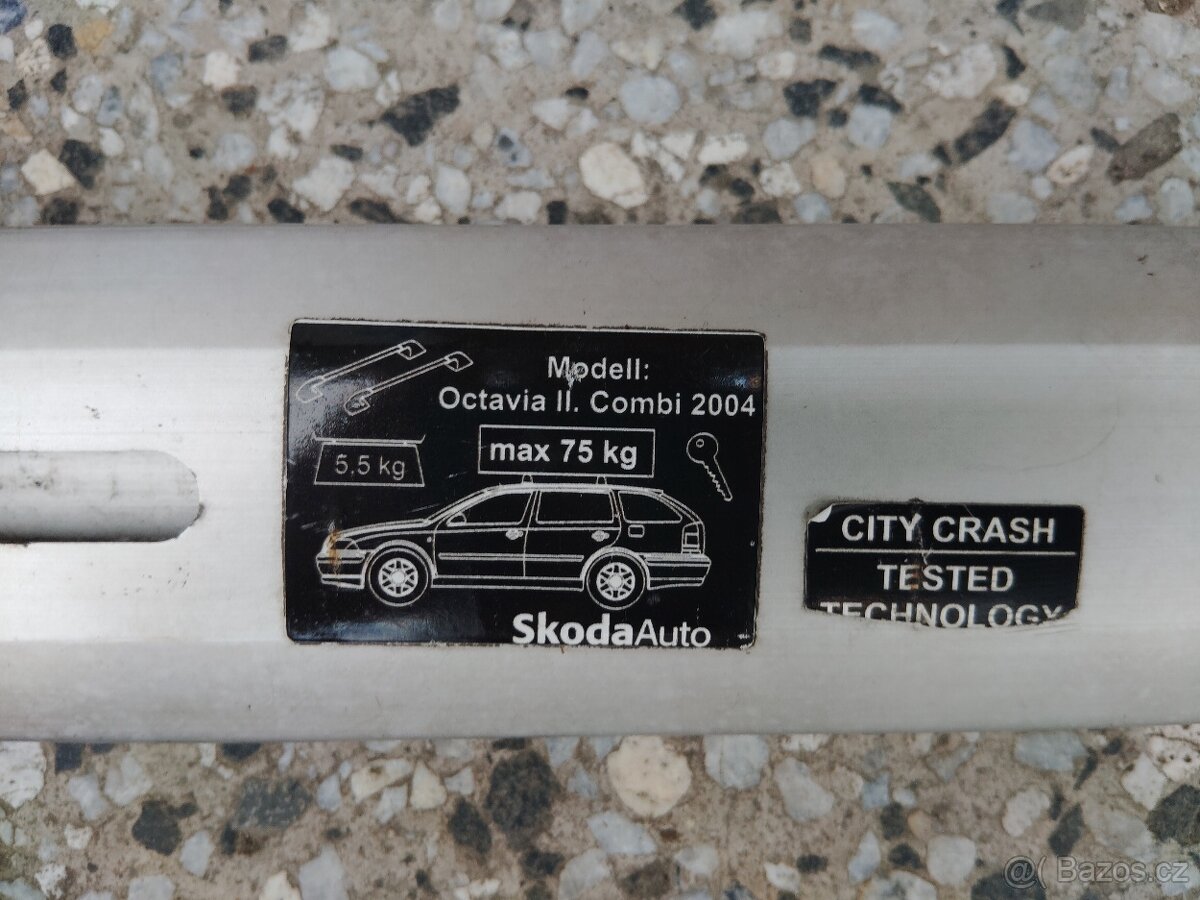 Modell:
Octavia II. Combi 2004
max 75 kg
5,5 kg
SkodaAuto
CITY CRASH
TESTED
TECHNOLOGY
@( Bazos.cz